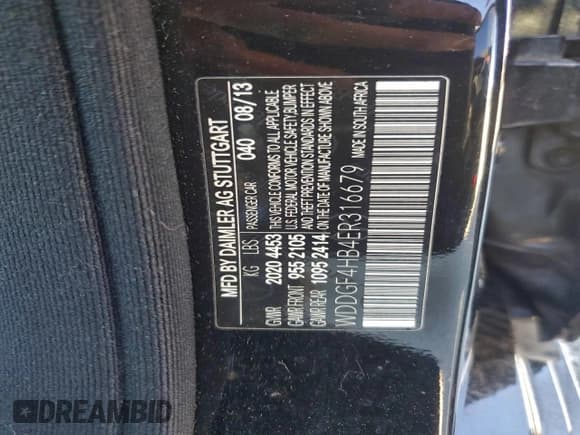 MFD BY DAIMLER AG STUTTGART
KG LBS PASSENGER CAR 040 08/13
GVWR 2020 4453 THIS VEHICLE CONFORMS TO ALL APPLICABLE
GAWR FRONT 955 2105 U.S. FEDERAL MOTOR VEHICLE SAFETY, BUMPER
AND THEFT PREVENTION STANDARDS IN EFFECT
GAWR REAR 1095 2414 ON THE DATE OF MANUFACTURE SHOWN ABOVE
WDDGF4HB4ER316679 MADE IN SOUTH AFRICA
DREAMBID